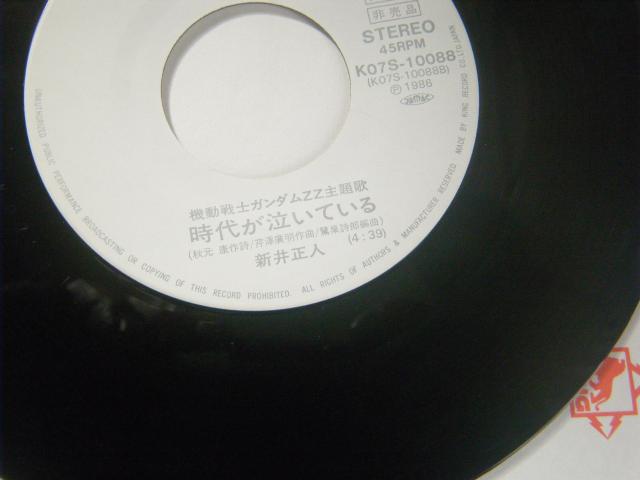 非売品
STEREO
45RPM
K07S-10088
(K07S-10088B)
Ⓟ 1986
機動戦士ガンダムZZ主題歌
時代が泣いている
(秋元 康作詩/芹澤廣明作曲/鷺巣詩郎編曲)
新井正人 (4:39)
UNAUTHORIZED PUBLIC PERFORMANCE BROADCASTING OR COPYING OF THIS RECORD PROHIBITED. ALL RIGHTS OF AUTHOR'S & MANUFACTURER RESERVED MADE BY KING RECORD CO., LTD. JAPAN